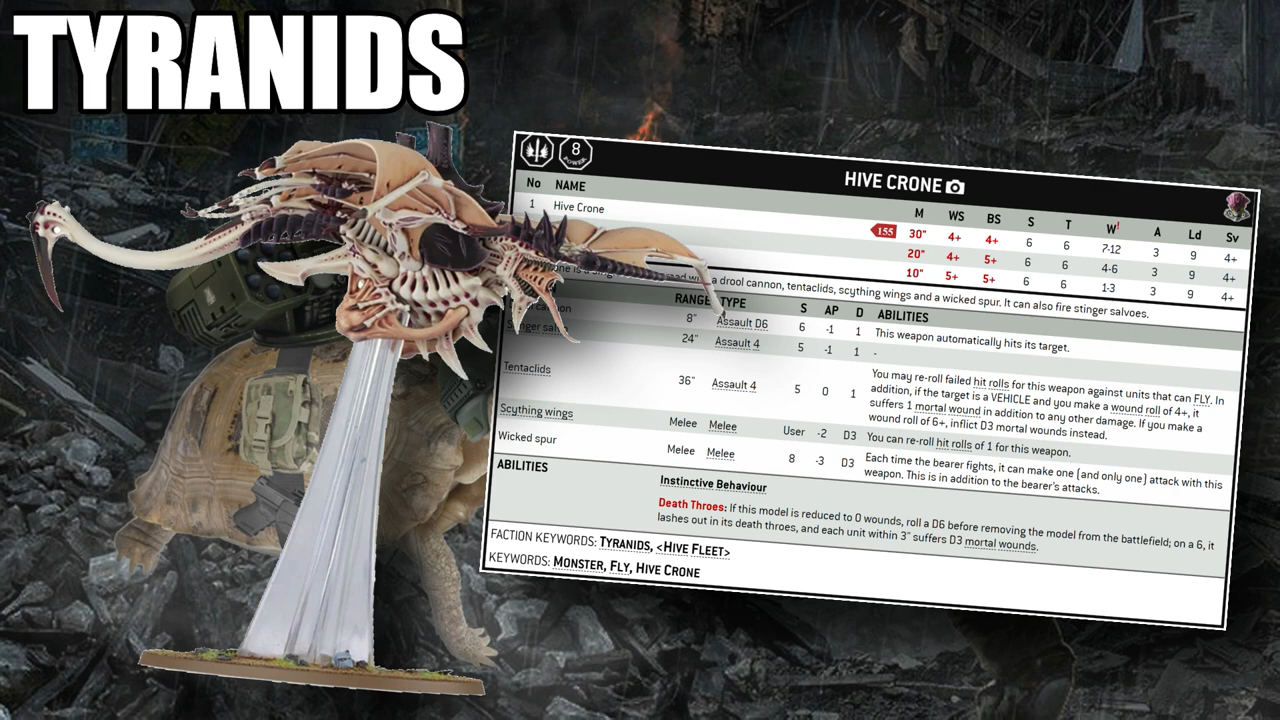 TYRANIDS
8
POWER
HIVE CRONE
No NAME M WS BS S T W! A Ld Sv
1 Hive Crone 155 30" 4+ 4+ 6 6 7-12 3 9 4+
20" 4+ 5+ 6 6 4-6 3 9 4+
10" 5+ 5+ 6 6 1-3 3 9 4+
a drool cannon, tentaclids, scything wings and a wicked spur. It can also fire stinger salvoes.
RANGE TYPE S AP D ABILITIES
cannon 8" Assault D6 6 -1 1 This weapon automatically hits its target.
Stinger 24" Assault 4 5 -1 1 -
Tentaclids 36" Assault 4 5 0 1 You may re-roll failed hit rolls for this weapon against units that can FLY. In
addition, if the target is a VEHICLE and you make a wound roll of 4+, it
suffers 1 mortal wound in addition to any other damage. If you make a
wound roll of 6+, inflict D3 mortal wounds instead.
Scything wings Melee Melee User -2 D3 You can re-roll hit rolls of 1 for this weapon.
Wicked spur Melee Melee 8 -3 D3 Each time the bearer fights, it can make one (and only one) attack with this
weapon. This is in addition to the bearer's attacks.
ABILITIES
Instinctive Behaviour
Death Throes: If this model is reduced to 0 wounds, roll a D6 before removing the model from the battlefield; on a 6, it
lashes out in its death throes, and each unit within 3" suffers D3 mortal wounds.
FACTION KEYWORDS: TYRANIDS, <HIVE FLEET>
KEYWORDS: MONSTER, FLY, HIVE CRONE